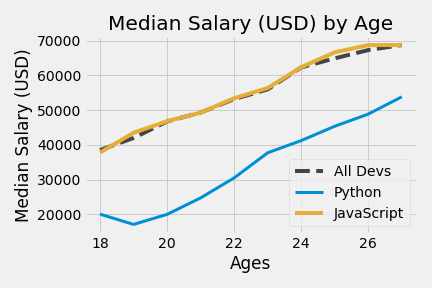 Median Salary (USD) by Age
Median Salary (USD)
70000
60000
50000
40000
30000
20000
All Devs
Python
JavaScript
18 20 22 24 26
Ages